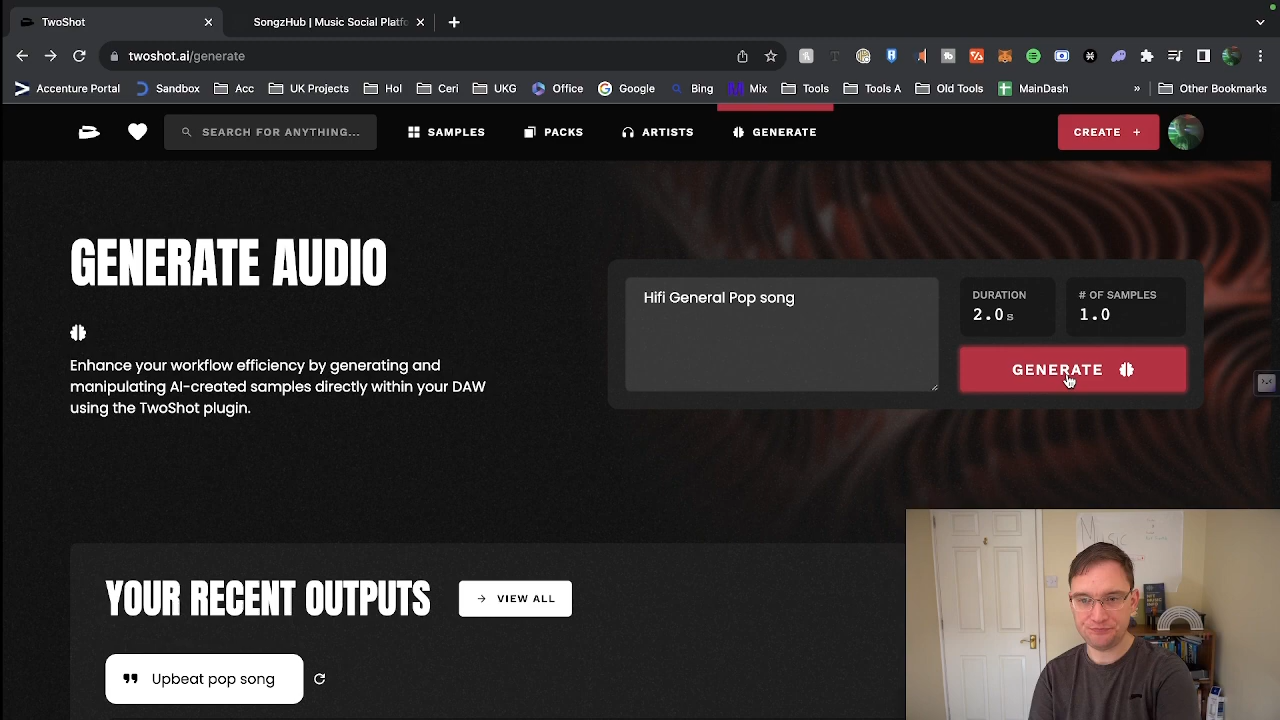 TwoShot
SongzHub | Music Social Platfo
twoshot.ai/generate
Accenture Portal
Sandbox
Acc
UK Projects
Hol
Ceri
UKG
Office
Google
Bing
Mix
Tools
Tools A
Old Tools
MainDash
»
Other Bookmarks
SEARCH FOR ANYTHING...
SAMPLES
PACKS
ARTISTS
GENERATE
CREATE +
GENERATE AUDIO
Enhance your workflow efficiency by generating and
manipulating AI-created samples directly within your DAW
using the TwoShot plugin.
Hifi General Pop song
DURATION
2.0s
# OF SAMPLES
1.0
GENERATE
YOUR RECENT OUTPUTS
VIEW ALL
Upbeat pop song
Music